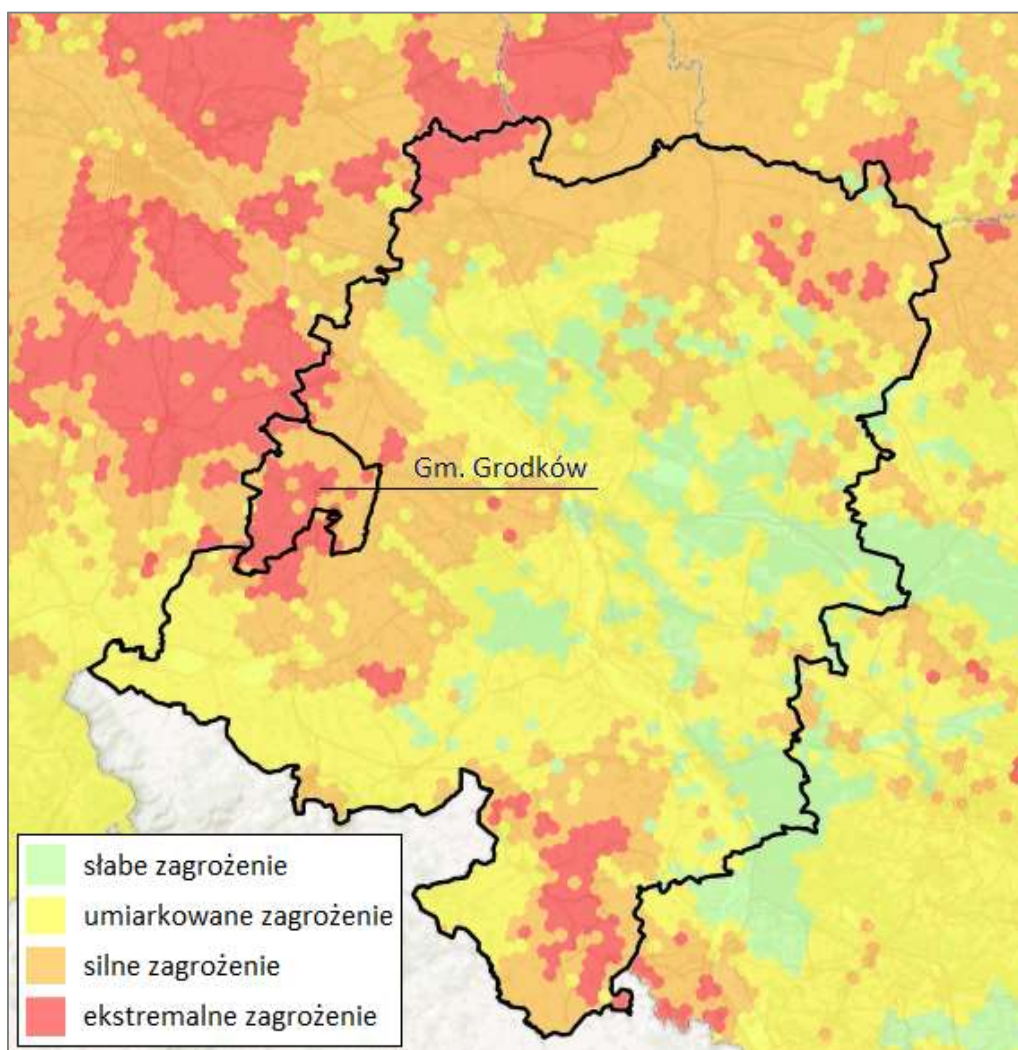 Gm. Grodków
słabe zagrożenie
umiarkowane zagrożenie
silne zagrożenie
ekstremalne zagrożenie